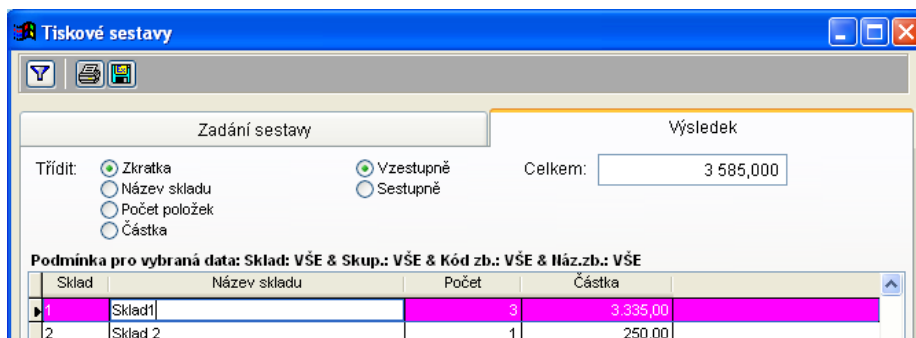 Tiskové sestavy
Zadání sestavy Výsledek
Třídit: Zkratka Vzestupně Celkem: 3 585,000
Název skladu Sestupně
Počet položek
Částka
Podmínka pro vybraná data: Sklad: VŠE & Skup.: VŠE & Kód zb.: VŠE & Náz.zb.: VŠE
Sklad Název skladu Počet Částka
1 Sklad1 3 3.335,00
2 Sklad 2 1 250,00